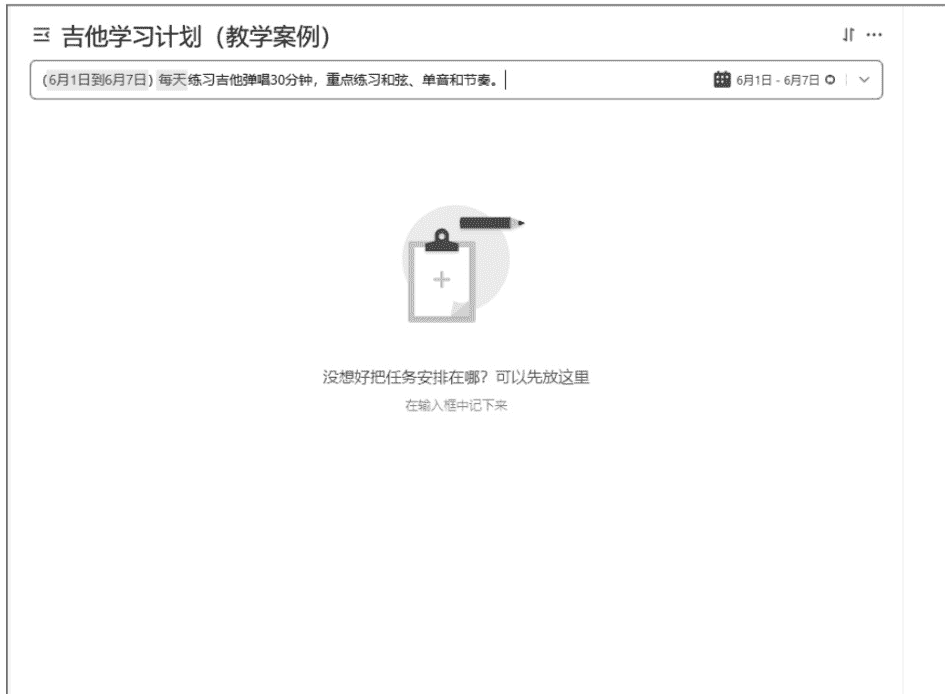 吉他学习计划（教学案例）
(6月1日到6月7日) 每天练习吉他弹唱30分钟，重点练习和弦、单音和节奏。 6月1日 - 6月7日
没想好把任务安排在哪？可以先放这里
在输入框中记下来